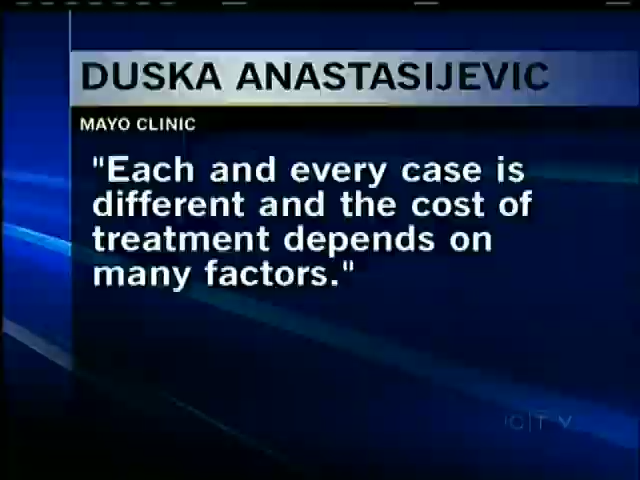 DUSKA ANASTASIJEVIC
MAYO CLINIC
"Each and every case is
different and the cost of
treatment depends on
many factors."
CTV